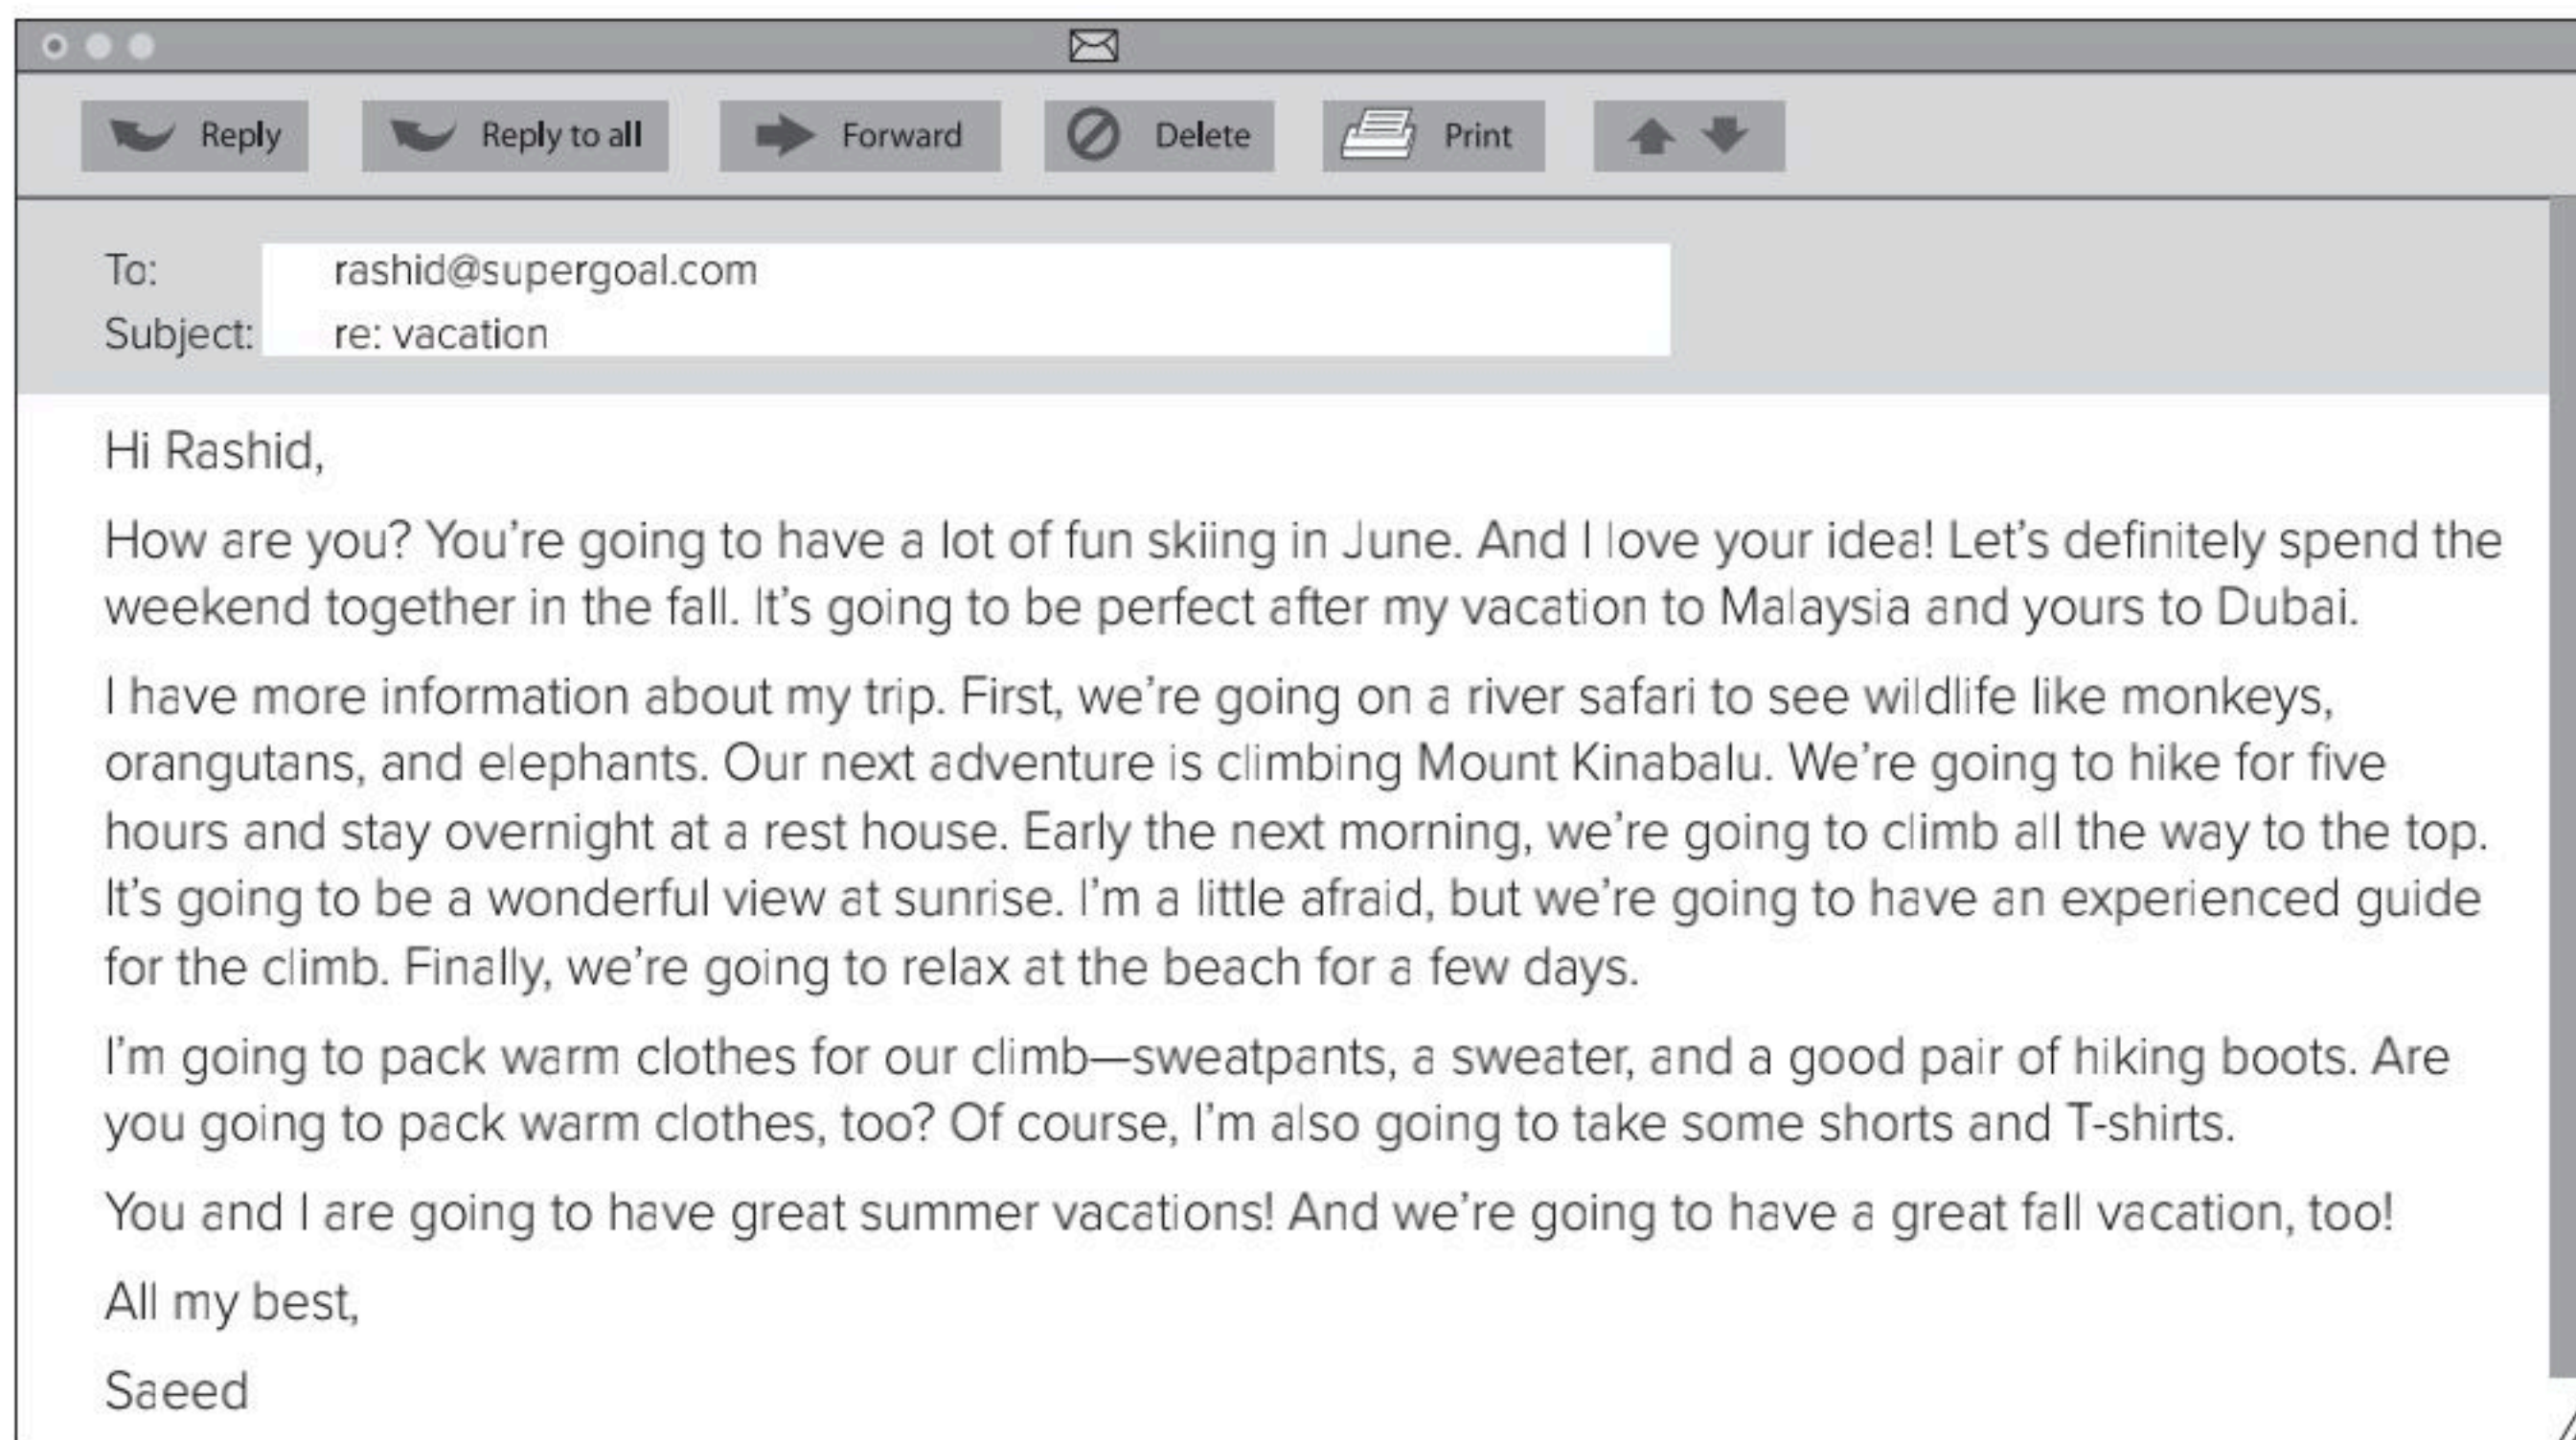 Reply Reply to all Forward Delete Print
To: rashid@supergoal.com
Subject: re: vacation
Hi Rashid,
How are you? You’re going to have a lot of fun skiing in June. And I love your idea! Let’s definitely spend the
weekend together in the fall. It’s going to be perfect after my vacation to Malaysia and yours to Dubai.
I have more information about my trip. First, we’re going on a river safari to see wildlife like monkeys,
orangutans, and elephants. Our next adventure is climbing Mount Kinabalu. We’re going to hike for five
hours and stay overnight at a rest house. Early the next morning, we’re going to climb all the way to the top.
It’s going to be a wonderful view at sunrise. I’m a little afraid, but we’re going to have an experienced guide
for the climb. Finally, we’re going to relax at the beach for a few days.
I’m going to pack warm clothes for our climb—sweatpants, a sweater, and a good pair of hiking boots. Are
you going to pack warm clothes, too? Of course, I’m also going to take some shorts and T-shirts.
You and I are going to have great summer vacations! And we’re going to have a great fall vacation, too!
All my best,
Saeed